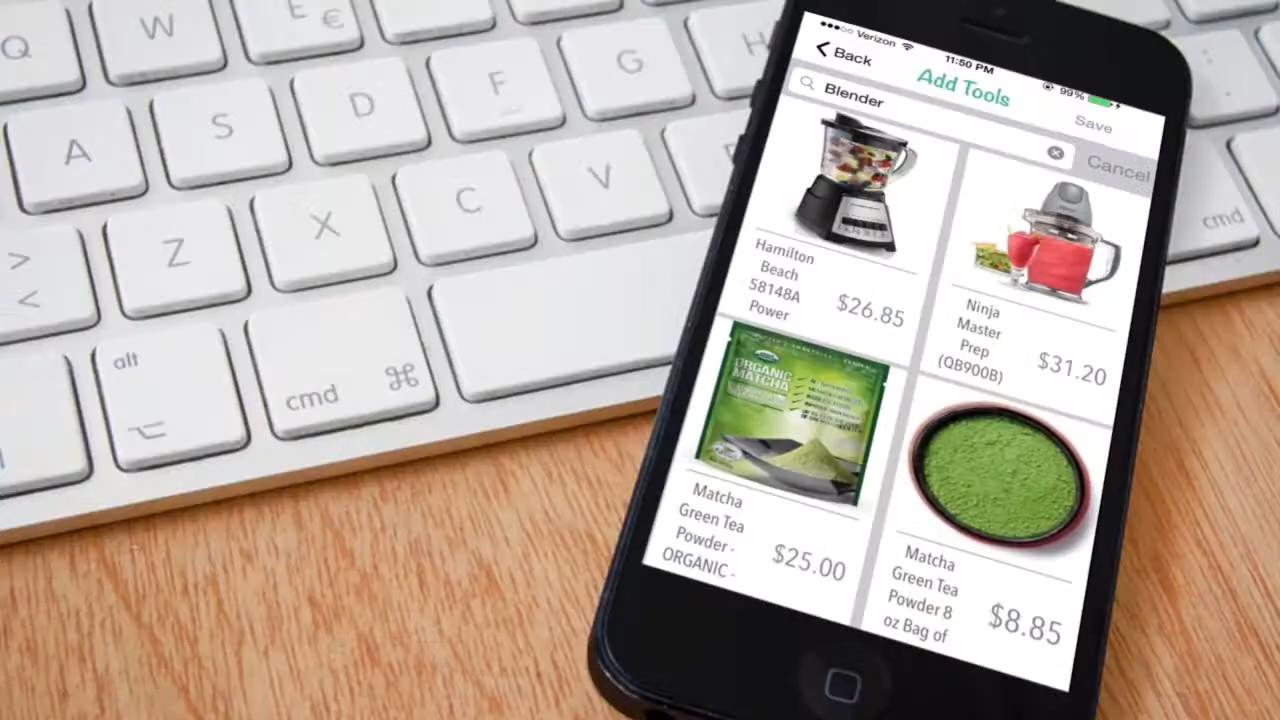 Q
W
E
€
A
S
D
F
G
H
>
<
Z
X
C
V
alt
cmd
⌘
cmd
Verizon
11:50 PM
99%
Back
Add Tools
Save
Blender
Cancel
Hamilton
Beach
58148A
Power
$26.85
Ninja
Master
Prep
(QB900B)
$31.20
ORGANIC
MATCHA
Matcha
Green Tea
Powder -
ORGANIC -
$25.00
Matcha
Green Tea
Powder 8
oz Bag of
$8.85